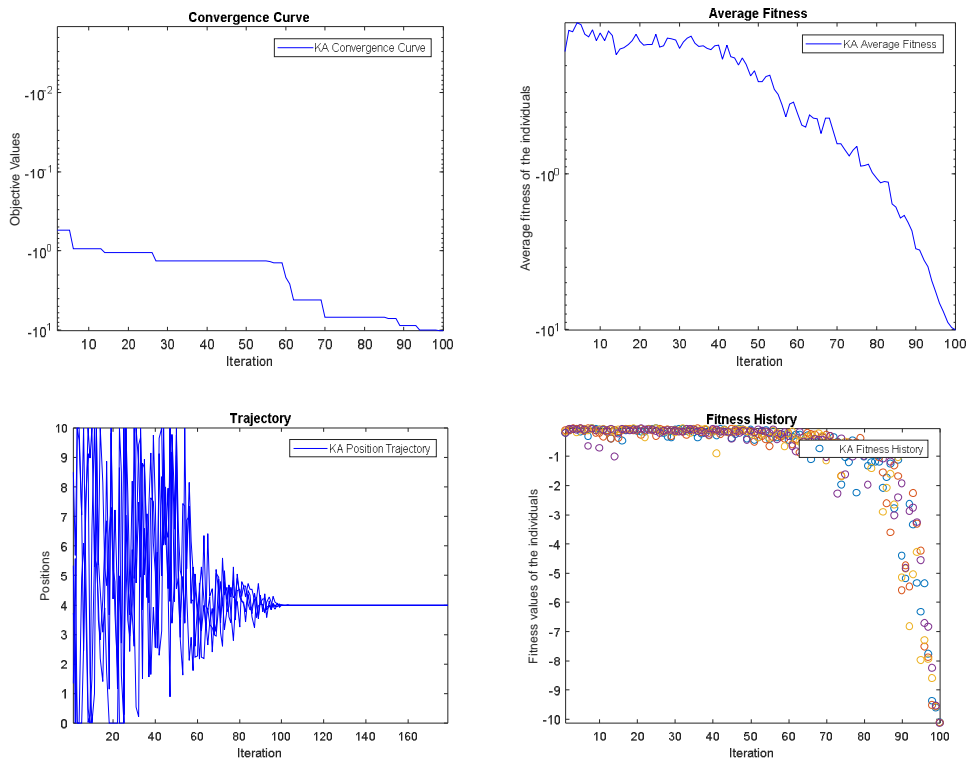 Convergence Curve
KA Convergence Curve
-10^-2
-10^-1
-10^0
-10^1
Objective Values
10 20 30 40 50 60 70 80 90 100
Iteration
Average Fitness
KA Average Fitness
-10^0
-10^1
Average fitness of the individuals
10 20 30 40 50 60 70 80 90 100
Iteration
Trajectory
KA Position Trajectory
10
9
8
7
6
5
4
3
2
1
0
Positions
20 40 60 80 100 120 140 160
Iteration
Fitness History
KA Fitness History
-1
-2
-3
-4
-5
-6
-7
-8
-9
-10
Fitness values of the individuals
10 20 30 40 50 60 70 80 90 100
Iteration